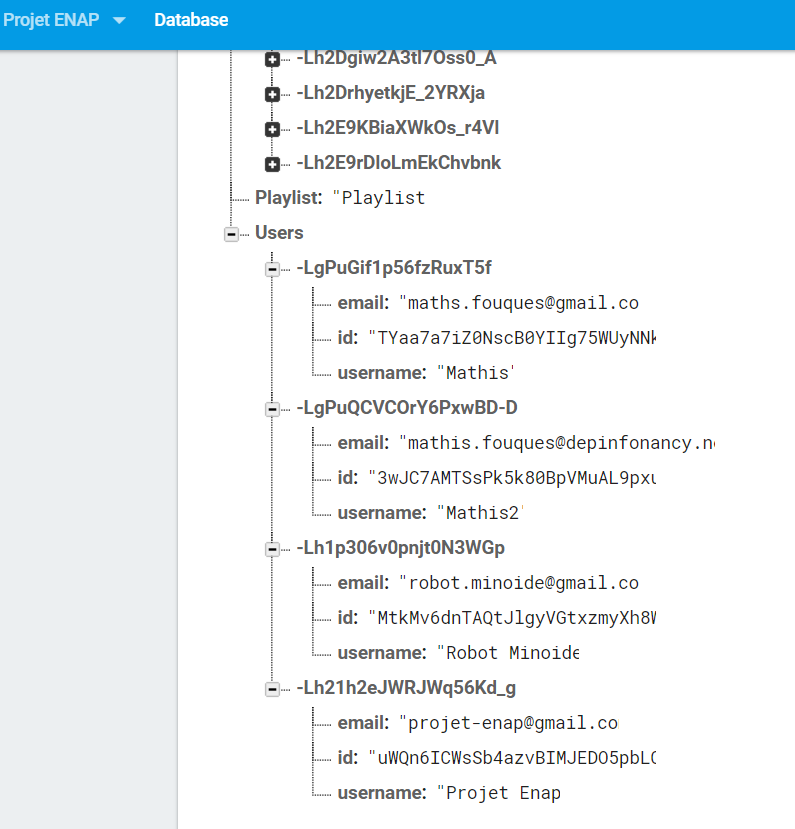 Projet ENAP Database
-Lh2Dgiw2A3tI7Oss0_A
-Lh2DrhyetkjE_2YRXja
-Lh2E9KBiaXWkOs_r4VI
-Lh2E9rDIoLmEkChvbnk
Playlist: "Playlist
Users
-LgPuGif1p56fzRuxT5f
email: "maths.fouques@gmail.co
id: "TYaa7a7iZ0NscB0YIIg75WUyNNk
username: "Mathis"
-LgPuQCVCOrY6PxwBD-D
email: "mathis.fouques@depinfonancy.ne
id: "3wJC7AMTSsPk5k80BpVMuAL9pxu
username: "Mathis2"
-Lh1p306v0pnjt0N3WGp
email: "robot.minoide@gmail.co
id: "MtkMv6dnTAQtJlgyVGtxzmyXh8W
username: "Robot Minoide
-Lh21h2eJWRJWq56Kd_g
email: "projet-enap@gmail.co
id: "uWQn6ICWsSb4azvBIMJEDO5pbLC
username: "Projet Enap